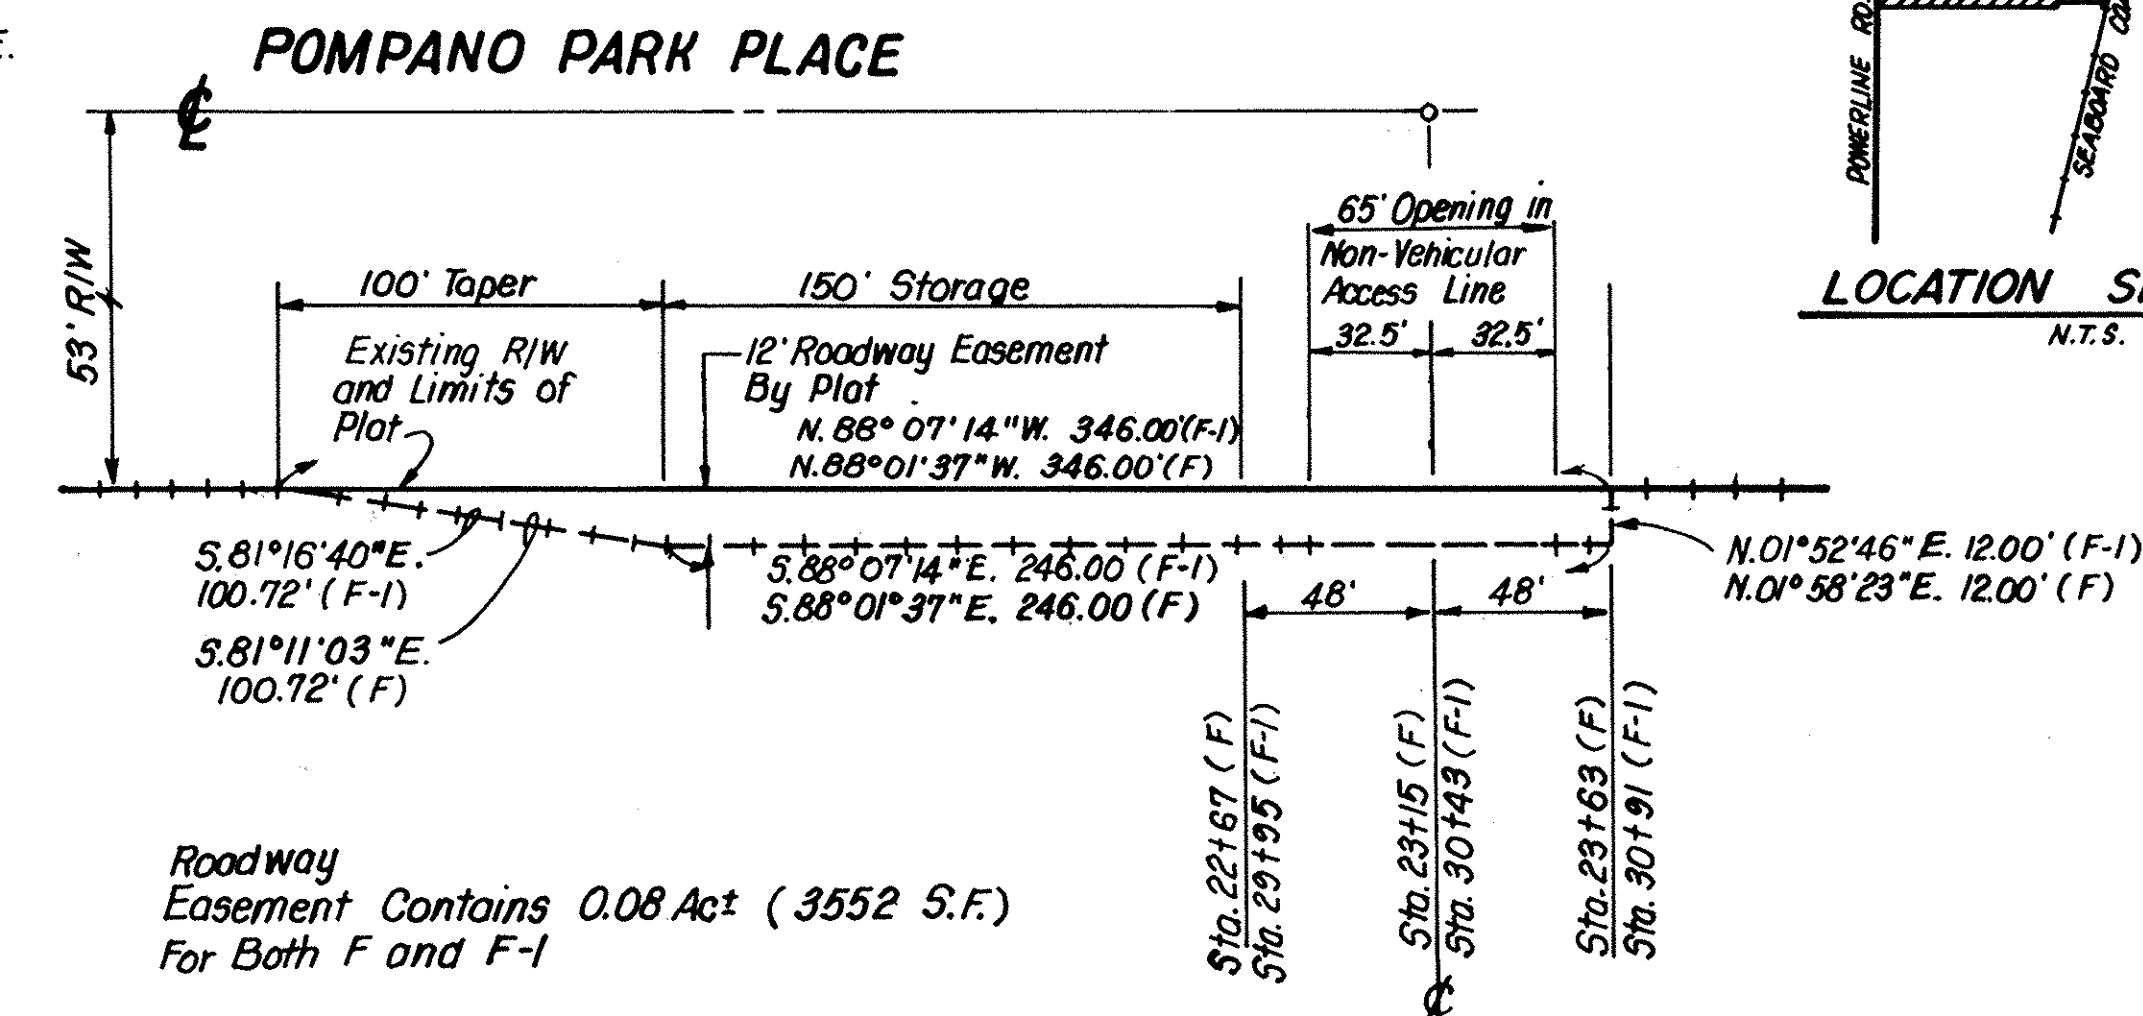 POMPANO PARK PLACE
℄
53' R/W
100' Taper
150' Storage
65' Opening in
Non-Vehicular
Access Line
32.5'
32.5'
Existing R/W
and Limits of
Plat
12' Roadway Easement
By Plat
N. 88° 07' 14" W. 346.00' (F-1)
N. 88° 01' 37" W. 346.00' (F)
S. 81° 16' 40" E.
100.72' (F-1)
S. 81° 11' 03" E.
100.72' (F)
S. 88° 07' 14" E. 246.00 (F-1)
S. 88° 01' 37" E. 246.00 (F)
48'
48'
N. 01° 52' 46" E. 12.00' (F-1)
N. 01° 58' 23" E. 12.00' (F)
Sta. 22+67 (F)
Sta. 29+95 (F-1)
Sta. 23+15 (F)
Sta. 30+43 (F-1)
Sta. 23+63 (F)
Sta. 30+91 (F-1)
℄
Roadway
Easement Contains 0.08 Ac± (3552 S.F.)
For Both F and F-1
POWERLINE RD.
SEABOARD
LOCATION
N.T.S.